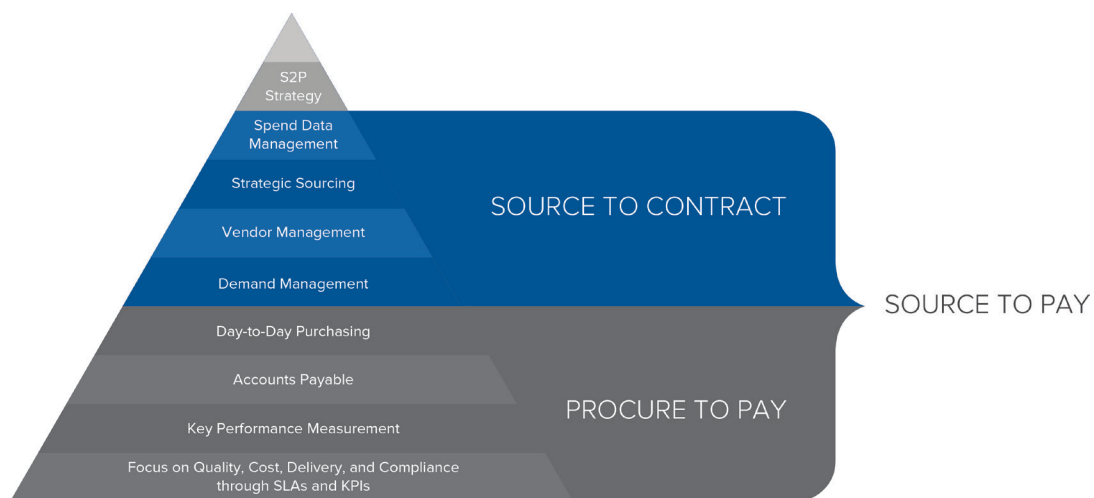 S2P
Strategy
Spend Data
Management
Strategic Sourcing
Vendor Management
Demand Management
SOURCE TO CONTRACT
Day-to-Day Purchasing
Accounts Payable
Key Performance Measurement
Focus on Quality, Cost, Delivery, and Compliance
through SLAs and KPIs
PROCURE TO PAY
SOURCE TO PAY